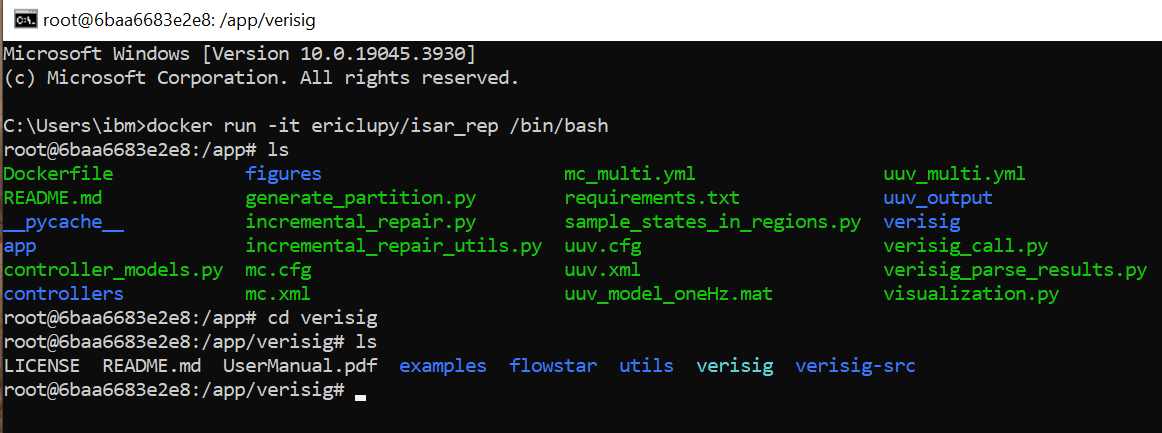 root@6baa6683e2e8: /app/verisig
Microsoft Windows [Version 10.0.19045.3930]
(c) Microsoft Corporation. All rights reserved.
C:\Users\ibm>docker run -it ericlupy/isar_rep /bin/bash
root@6baa6683e2e8:/app# ls
Dockerfile figures mc_multi.yml uuv_multi.yml
README.md generate_partition.py requirements.txt uuv_output
__pycache__ incremental_repair.py sample_states_in_regions.py verisig
app incremental_repair_utils.py uuv.cfg verisig_call.py
controller_models.py mc.cfg uuv.xml verisig_parse_results.py
controllers mc.xml uuv_model_oneHz.mat visualization.py
root@6baa6683e2e8:/app# cd verisig
root@6baa6683e2e8:/app/verisig# ls
LICENSE README.md UserManual.pdf examples flowstar utils verisig verisig-src
root@6baa6683e2e8:/app/verisig#